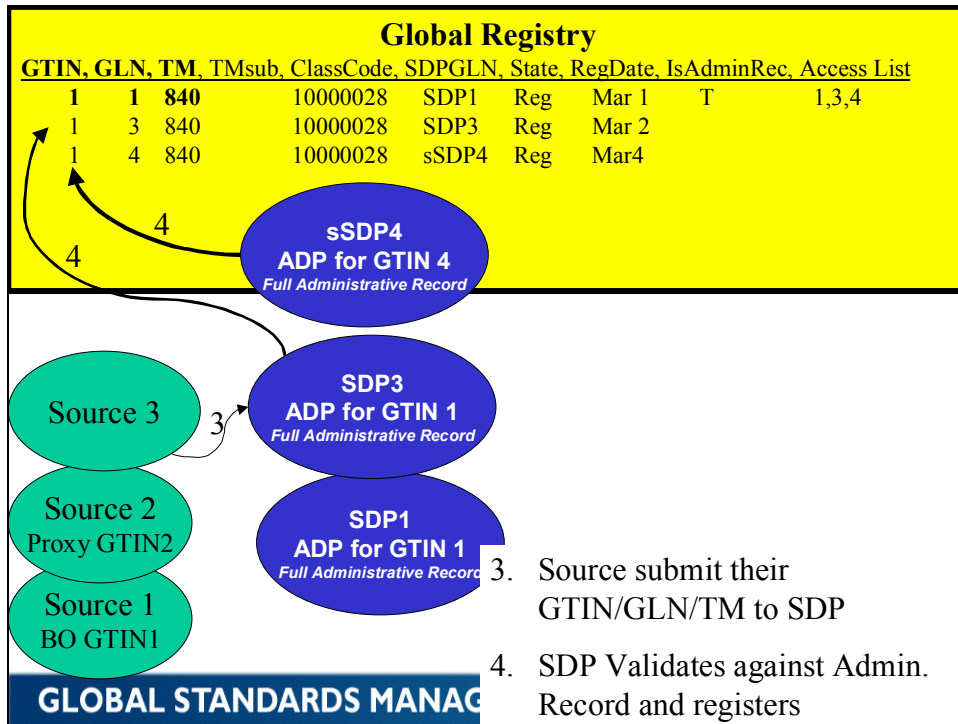 Global Registry
GTIN, GLN, TM, TMsub, ClassCode, SDPGLN, State, RegDate, IsAdminRec, Access List
1 1 840 10000028 SDP1 Reg Mar 1 T 1,3,4
1 3 840 10000028 SDP3 Reg Mar 2
1 4 840 10000028 sSDP4 Reg Mar4
4
sSDP4
ADP for GTIN 4
Full Administrative Record
4
SDP3
ADP for GTIN 1
Full Administrative Record
Source 3
3
Source 2
Proxy GTIN2
SDP1
ADP for GTIN 1
Full Administrative Record
Source 1
BO GTIN1
3. Source submit their
GTIN/GLN/TM to SDP
4. SDP Validates against Admin.
Record and registers
GLOBAL STANDARDS MANAG